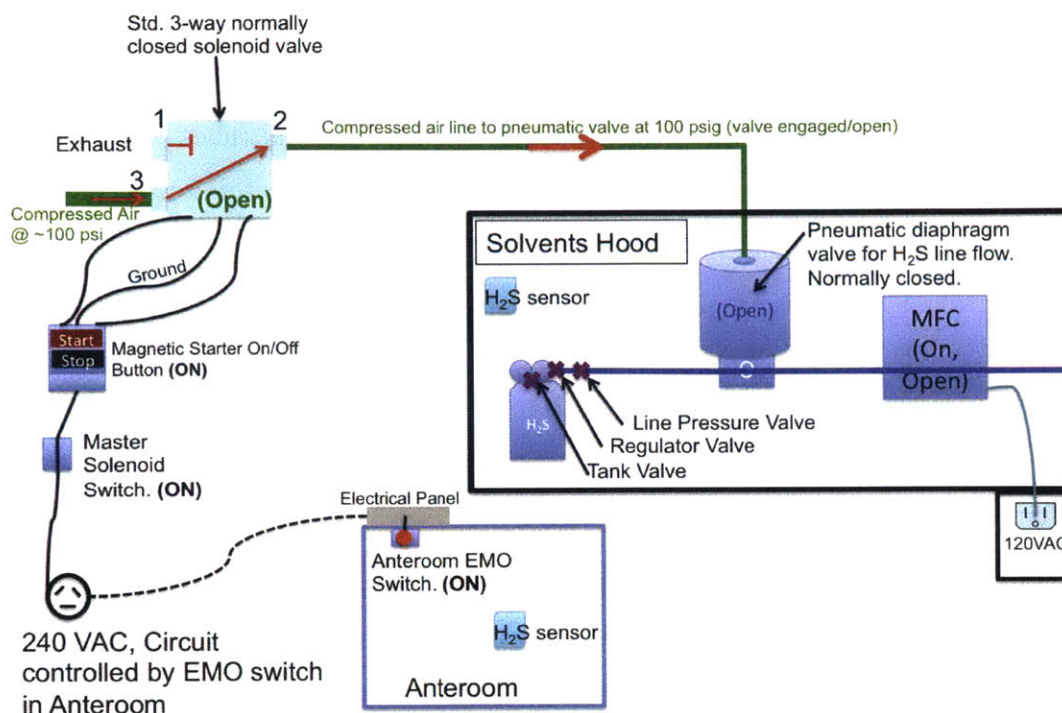 Std. 3-way normally
closed solenoid valve
1
2
Exhaust
3
(Open)
Compressed Air
@ ~100 psi
Compressed air line to pneumatic valve at 100 psig (valve engaged/open)
Ground
Start
Stop
Magnetic Starter On/Off
Button (ON)
Master
Solenoid
Switch. (ON)
240 VAC, Circuit
controlled by EMO switch
in Anteroom
Solvents Hood
H₂S sensor
Pneumatic diaphragm
valve for H₂S line flow.
Normally closed.
(Open)
MFC
(On,
Open)
H₂S
Line Pressure Valve
Regulator Valve
Tank Valve
120VAC
Electrical Panel
Anteroom EMO
Switch. (ON)
H₂S sensor
Anteroom